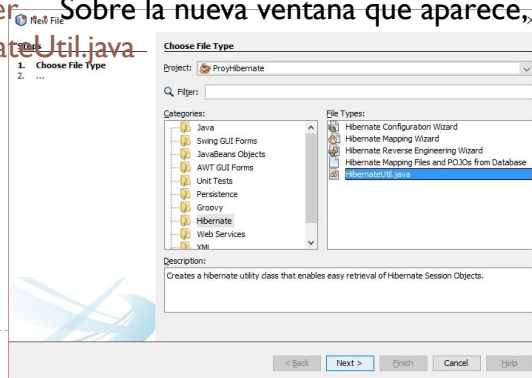 Sobre la nueva ventana que aparece,
ateUtil.java
New File
Steps
1. Choose File Type
2. ...
Choose File Type
Project: ProyHibernate
Filter:
Categories:
Java
Swing GUI Forms
JavaBeans Objects
AWT GUI Forms
Unit Tests
Persistence
Groovy
Hibernate
Web Services
XML
File Types:
Hibernate Configuration Wizard
Hibernate Mapping Wizard
Hibernate Reverse Engineering Wizard
Hibernate Mapping Files and POJOs from Database
HibernateUtil.java
Description:
Creates a hibernate utility class that enables easy retrieval of Hibernate Session Objects.
< Back
Next >
Finish
Cancel
Help